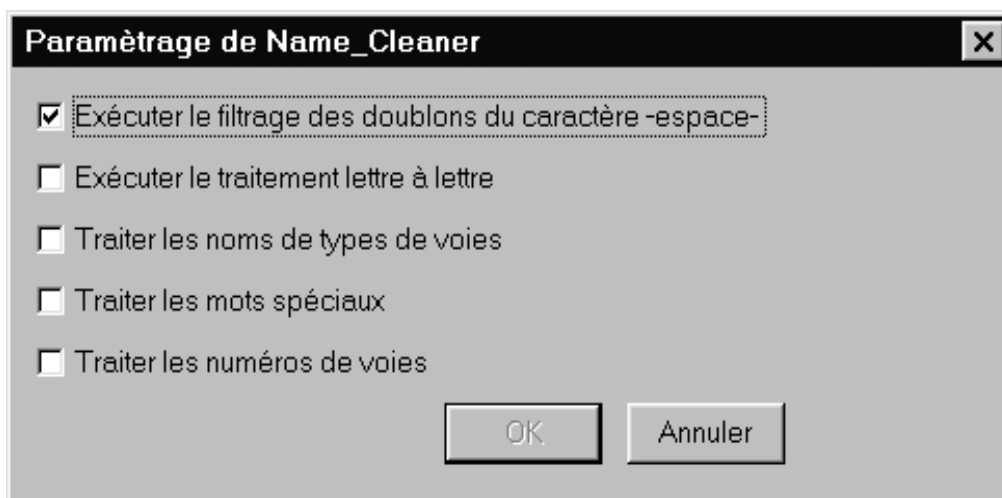 Paramètrage de Name_Cleaner
Exécuter le filtrage des doublons du caractère -espace-
Exécuter le traitement lettre à lettre
Traiter les noms de types de voies
Traiter les mots spéciaux
Traiter les numéros de voies
OK Annuler